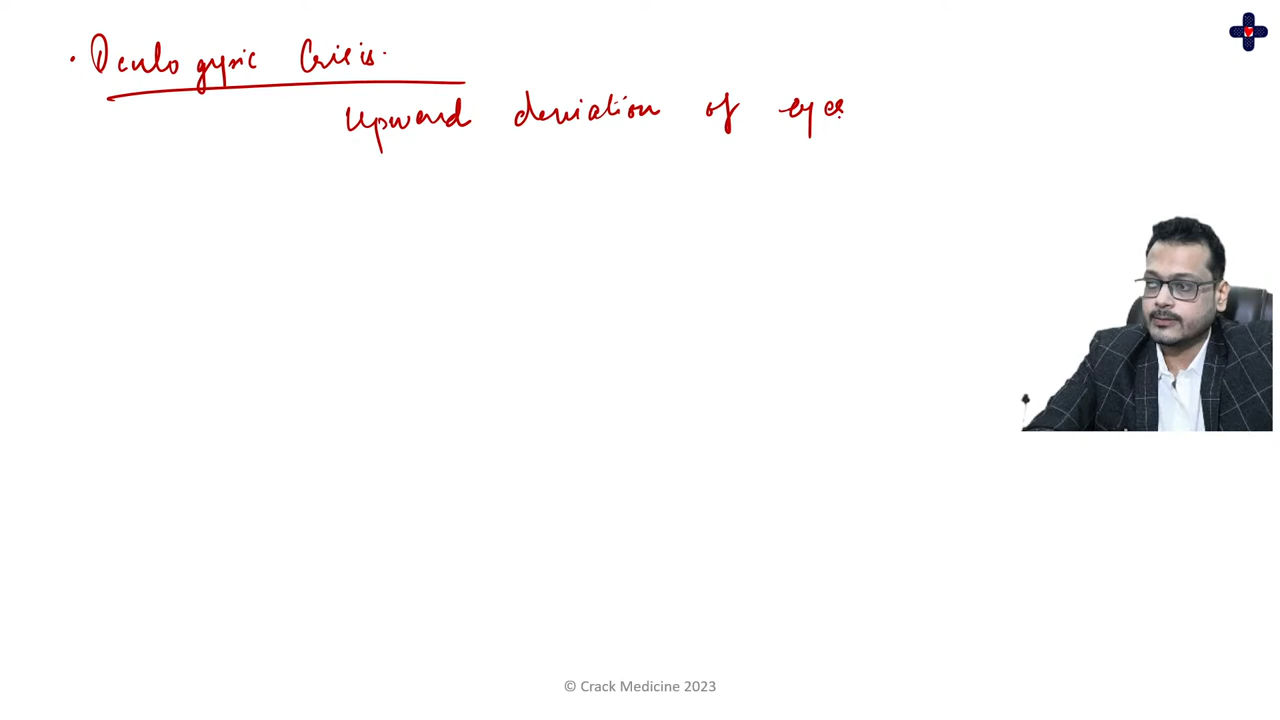 · Oculogyric Crisis.
Upward deviation of eyes
© Crack Medicine 2023